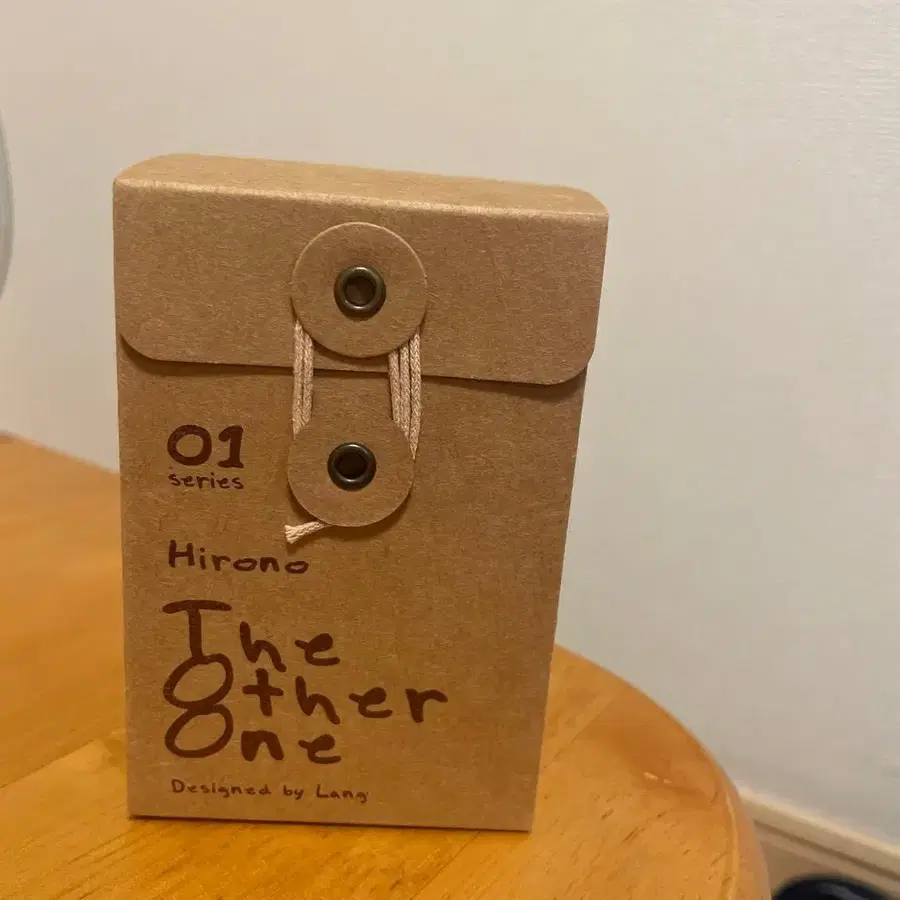 01
series
Hirono
The
Other
One
Designed by Lang